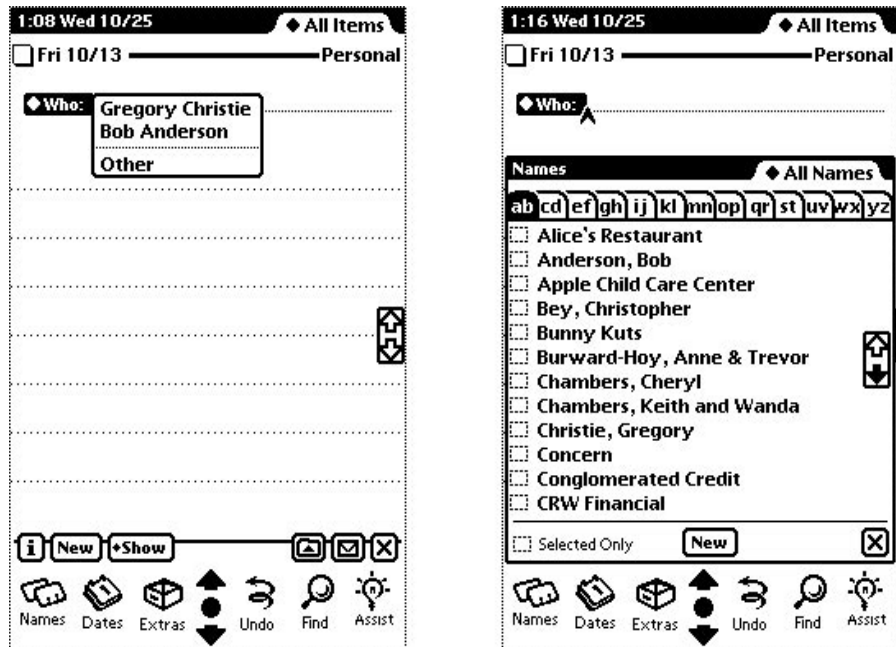 1:08 Wed 10/25 All Items
Fri 10/13 Personal
Who: Gregory Christie
Bob Anderson
Other
i New Show
Names Dates Extras Undo Find Assist
1:16 Wed 10/25 All Items
Fri 10/13 Personal
Who:
Names All Names
ab cd ef gh ij kl mn op qr st uv wx yz
Alice's Restaurant
Anderson, Bob
Apple Child Care Center
Bey, Christopher
Bunny Kuts
Burward-Hoy, Anne & Trevor
Chambers, Cheryl
Chambers, Keith and Wanda
Christie, Gregory
Concern
Conglomerated Credit
CRW Financial
Selected Only New
Names Dates Extras Undo Find Assist